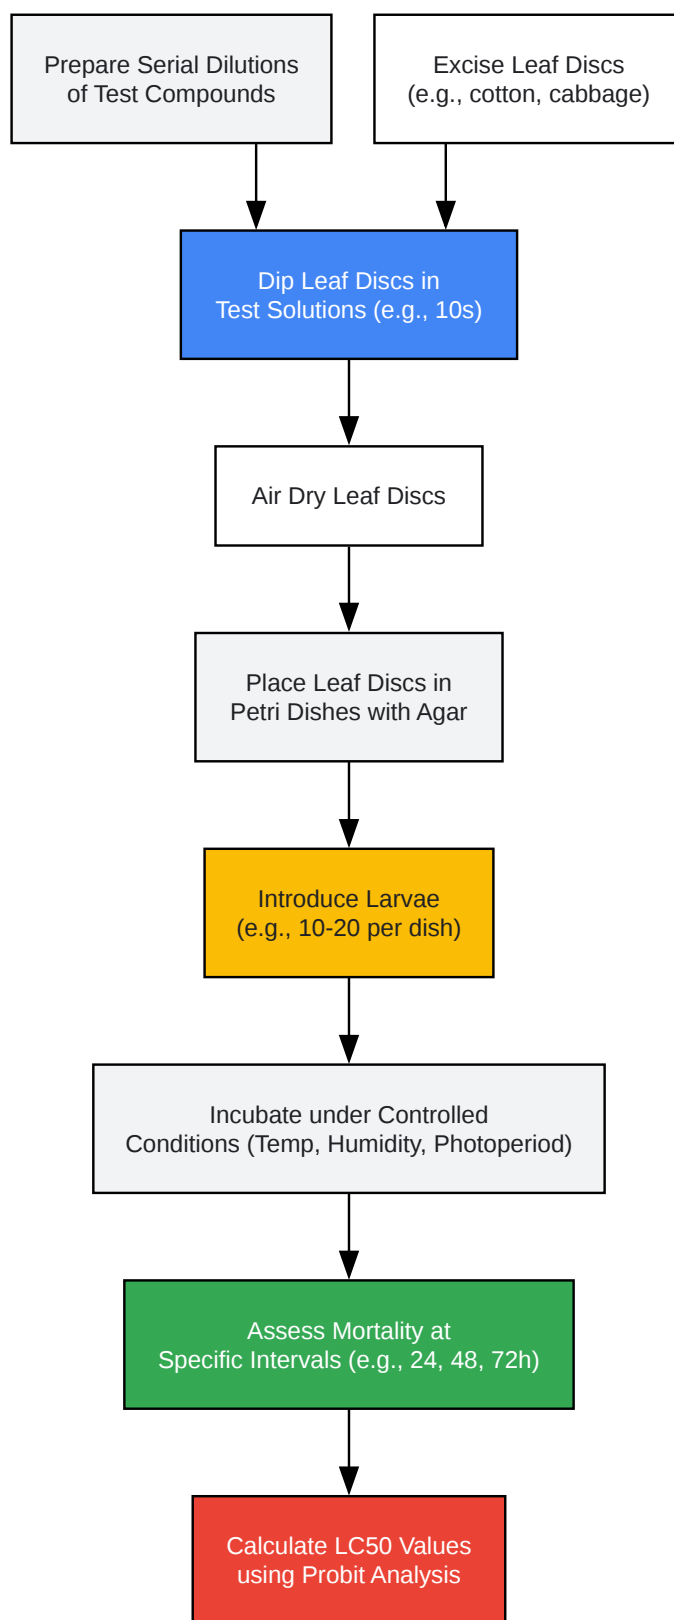 Prepare Serial Dilutions
of Test Compounds
Excise Leaf Discs
(e.g., cotton, cabbage)
Dip Leaf Discs in
Test Solutions (e.g., 10s)
Air Dry Leaf Discs
Place Leaf Discs in
Petri Dishes with Agar
Introduce Larvae
(e.g., 10-20 per dish)
Incubate under Controlled
Conditions (Temp, Humidity, Photoperiod)
Assess Mortality at
Specific Intervals (e.g., 24, 48, 72h)
Calculate LC50 Values
using Probit Analysis